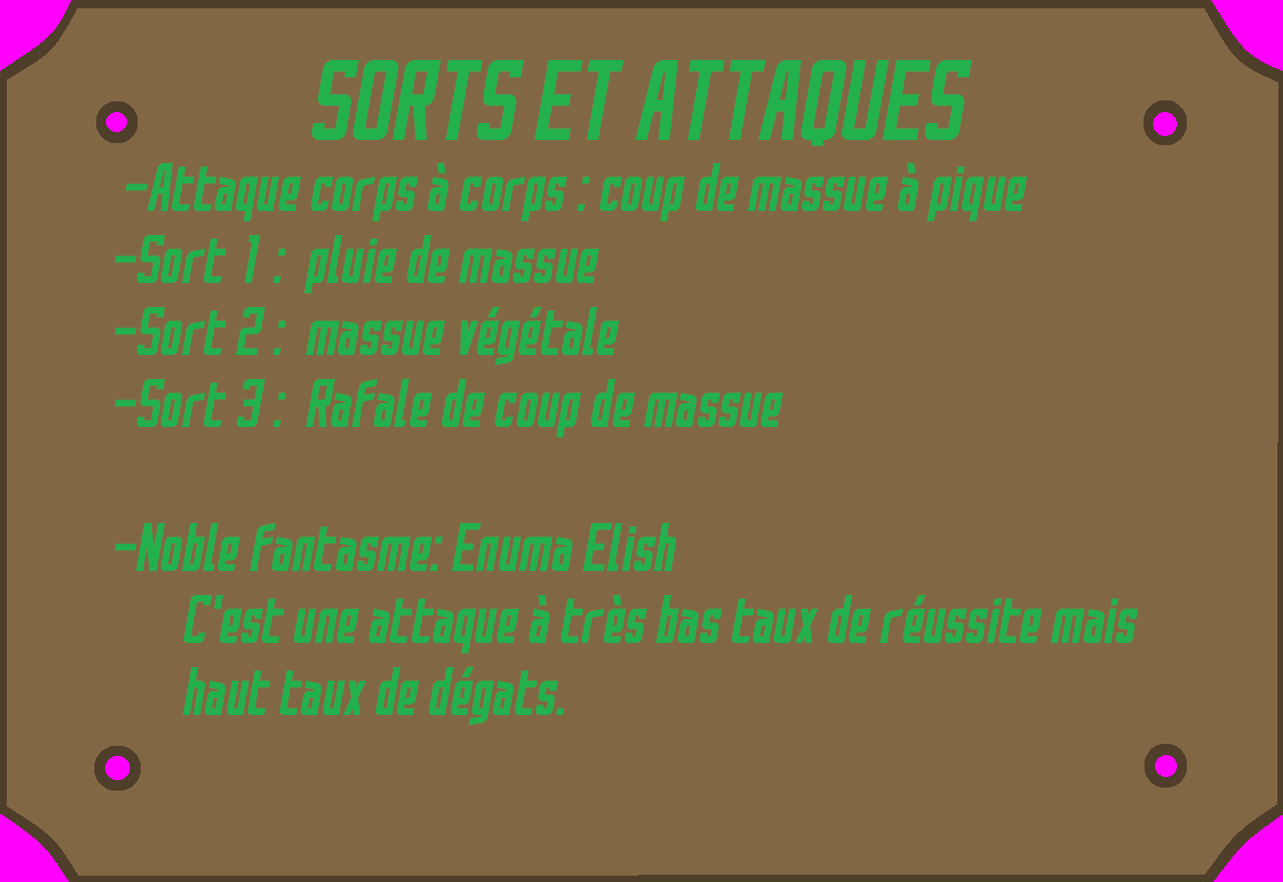 SORTS ET ATTAQUES
-Attaque corps à corps : coup de massue à pique
-Sort 1 : pluie de massue
-Sort 2 : massue végétale
-Sort 3 : Rafale de coup de massue
-Noble Fantasme: Enuma Elish
C'est une attaque à très bas taux de réussite mais
haut taux de dégats.